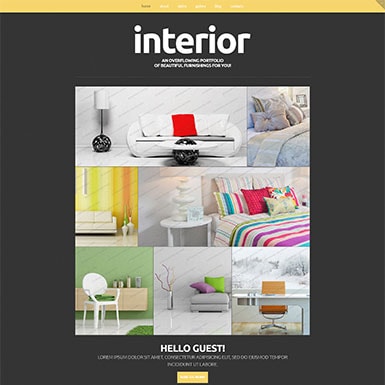 home
interior
AN OVERFLOWING PORTFOLIO
OF BEAUTIFUL FURNISHINGS FOR YOU!
HELLO GUEST!
LOREM IPSUM DOLOR SIT AMET, CONSECTETUR ADIPISICING ELIT, SED DO EIUSMOD TEMPOR
INCIDIDUNT UT LABORE.